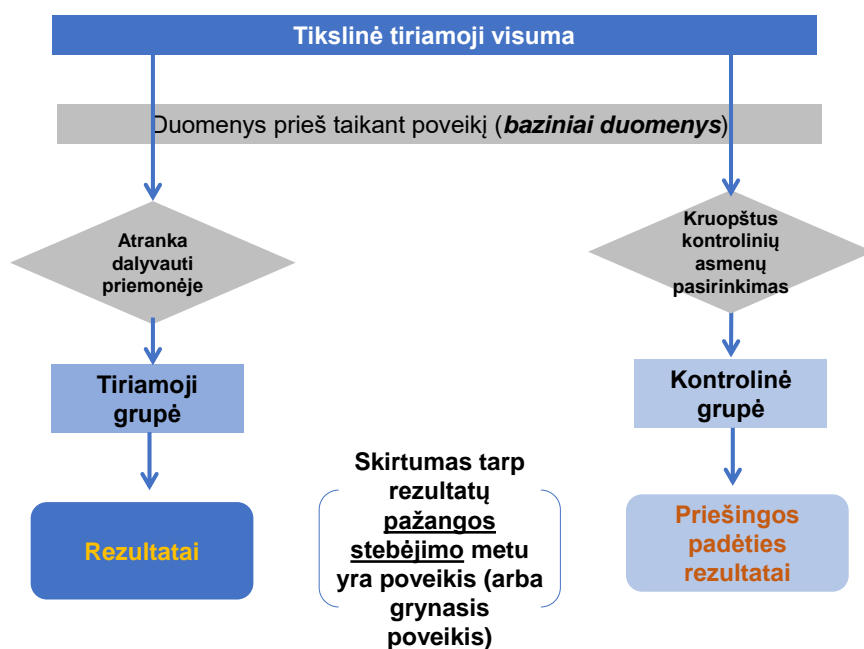 Tikslinė tiriamoji visuma
Duomenys prieš taikant poveikį (baziniai duomenys)
Atranka
dalyvauti
priemonėje
Kruopštus
kontrolinių
asmenų
pasirinkimas
Tiriamoji
grupė
Kontrolinė
grupė
Rezultatai
Skirtumas tarp
rezultatų
pažangos
stebėjimo metu
yra poveikis (arba
grynasis
poveikis)
Priešingos
padėties
rezultatai